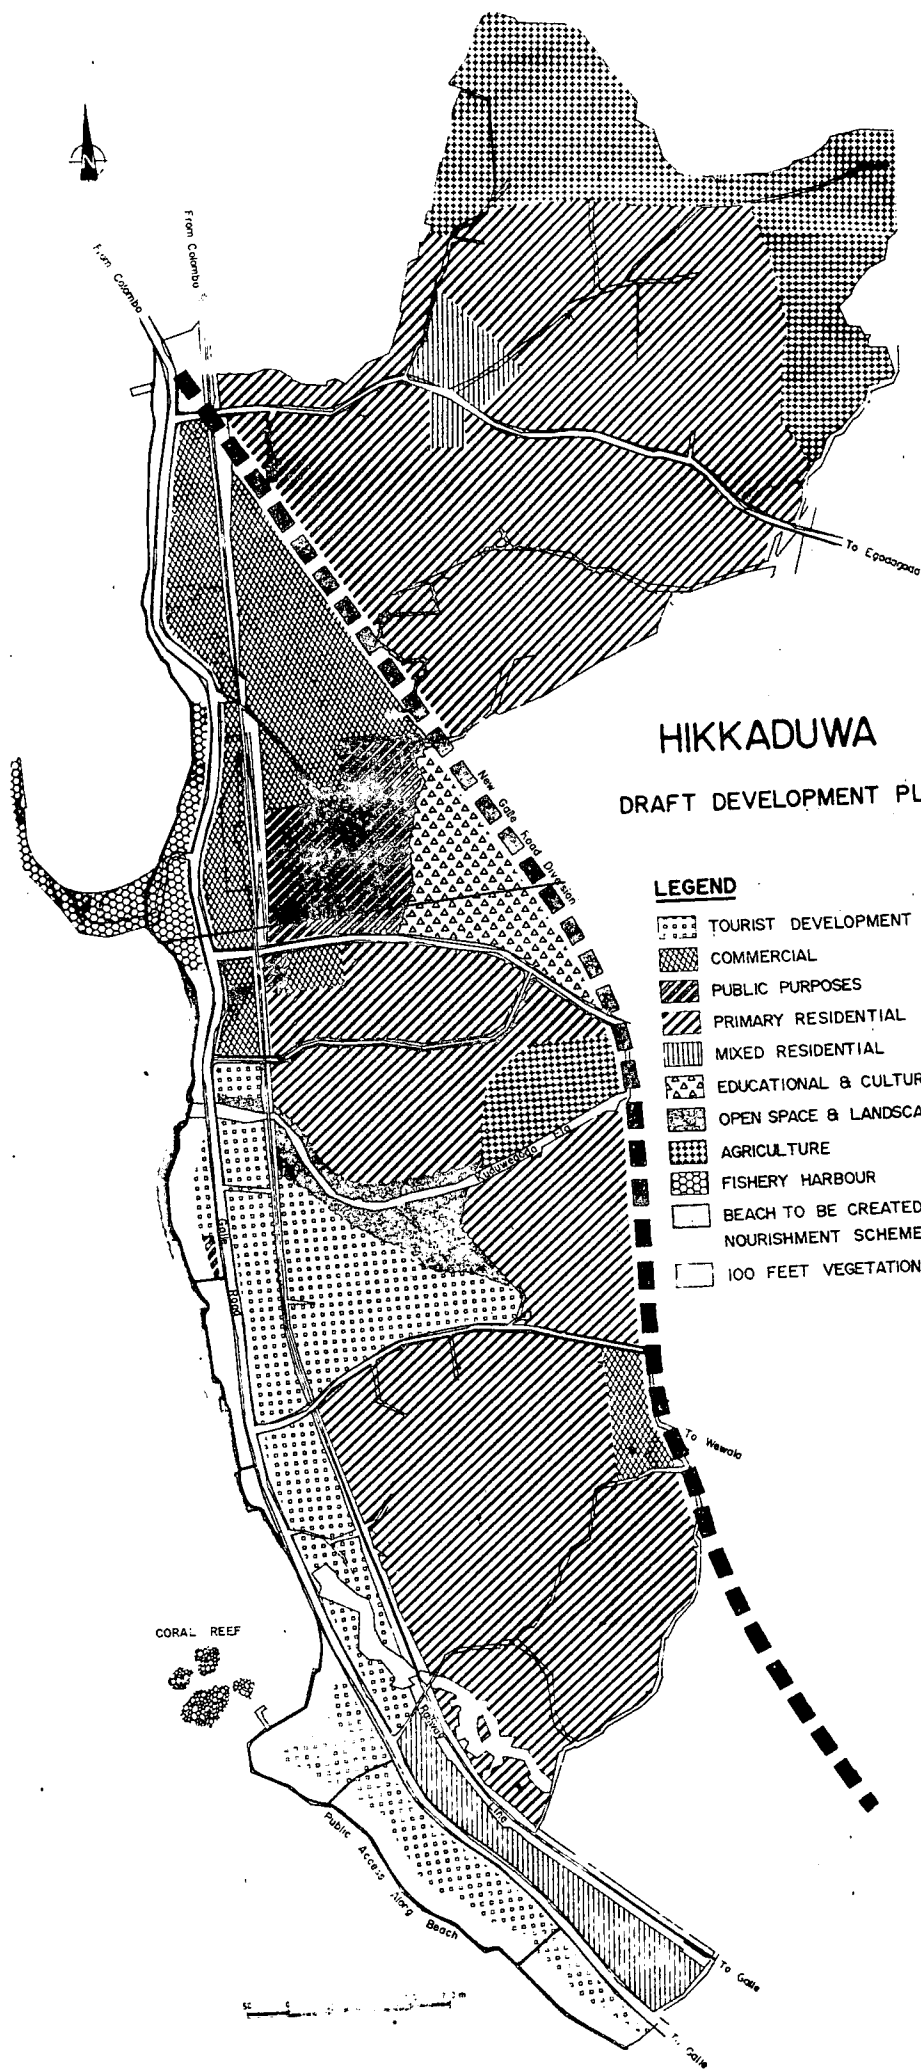 N
From Colombo
From Colombo
To Egodagoda
HIKKADUWA
DRAFT DEVELOPMENT PL
New Galle Road Diversion
LEGEND
TOURIST DEVELOPMENT
COMMERCIAL
PUBLIC PURPOSES
PRIMARY RESIDENTIAL
MIXED RESIDENTIAL
EDUCATIONAL & CULTUR
OPEN SPACE & LANDSCA
AGRICULTURE
FISHERY HARBOUR
BEACH TO BE CREATED
NOURISHMENT SCHEME
100 FEET VEGETATION
Galle Road
To Wewala
CORAL REEF
Railway Line
Public Access Along Beach
To Galle
To Galle
50 0